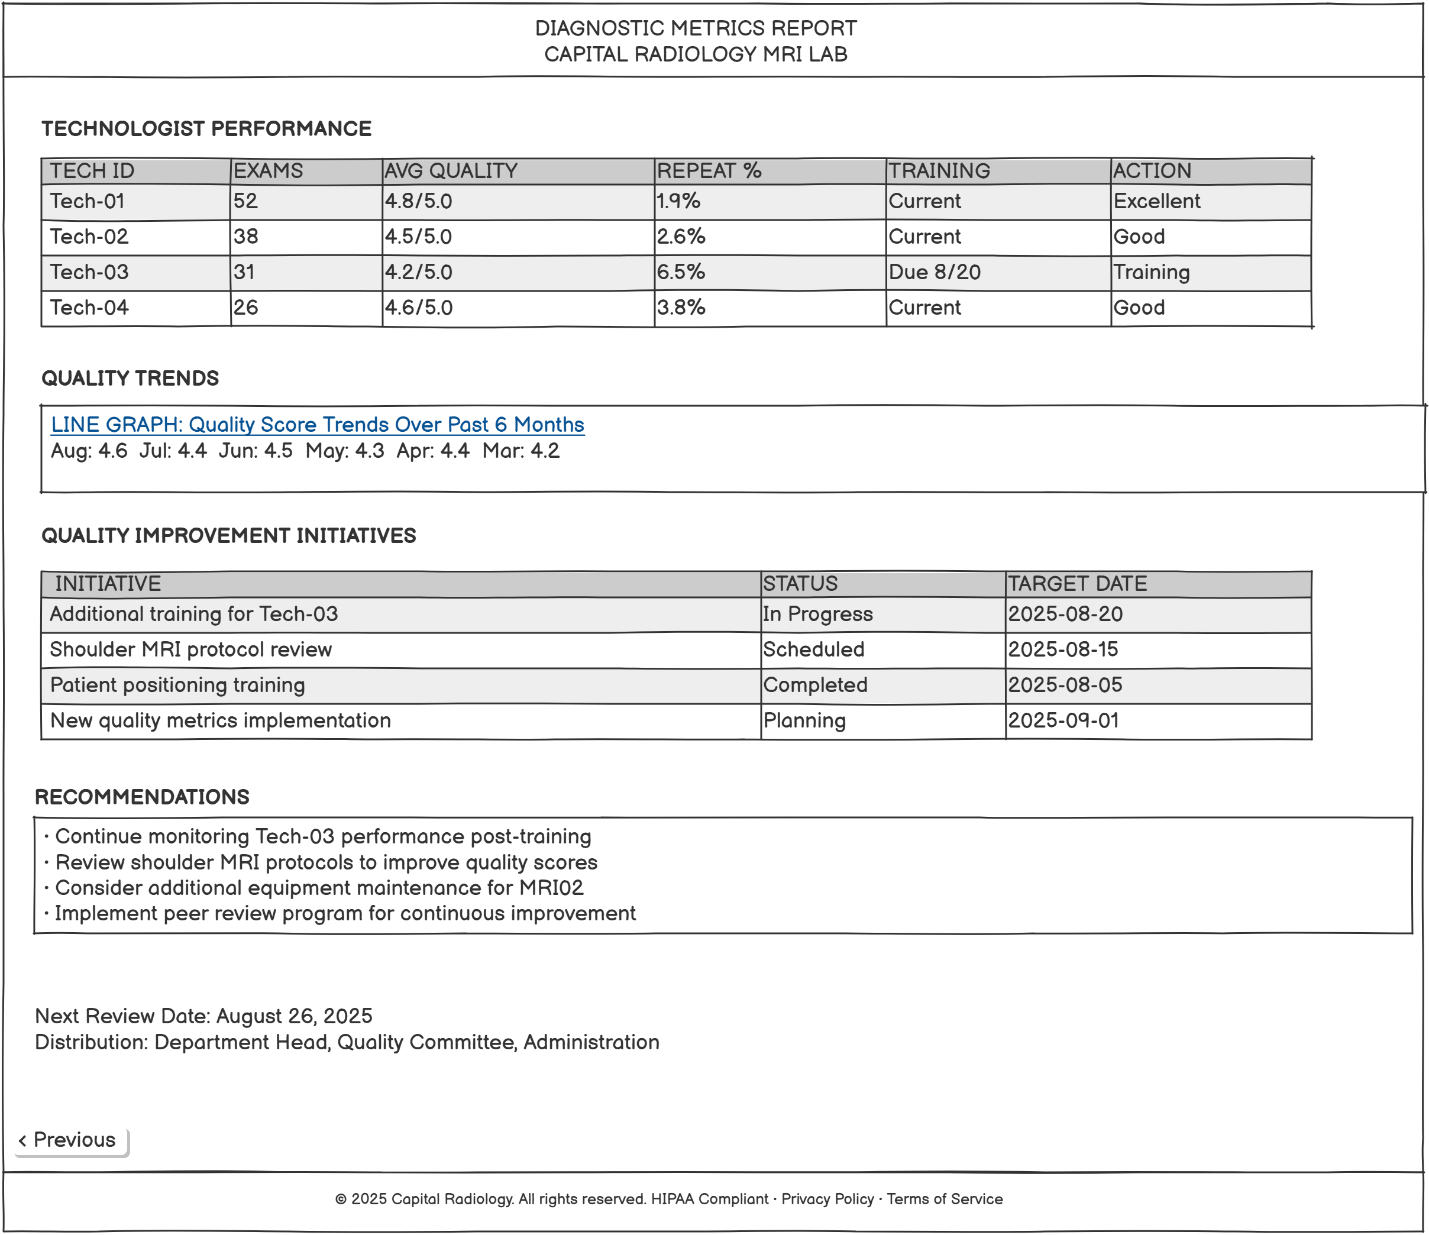 DIAGNOSTIC METRICS REPORT
CAPITAL RADIOLOGY MRI LAB
TECHNOLOGIST PERFORMANCE
TECH ID EXAMS AVG QUALITY REPEAT % TRAINING ACTION
Tech-01 52 4.8/5.0 1.9% Current Excellent
Tech-02 38 4.5/5.0 2.6% Current Good
Tech-03 31 4.2/5.0 6.5% Due 8/20 Training
Tech-04 26 4.6/5.0 3.8% Current Good
QUALITY TRENDS
LINE GRAPH: Quality Score Trends Over Past 6 Months
Aug: 4.6 Jul: 4.4 Jun: 4.5 May: 4.3 Apr: 4.4 Mar: 4.2
QUALITY IMPROVEMENT INITIATIVES
INITIATIVE STATUS TARGET DATE
Additional training for Tech-03 In Progress 2025-08-20
Shoulder MRI protocol review Scheduled 2025-08-15
Patient positioning training Completed 2025-08-05
New quality metrics implementation Planning 2025-09-01
RECOMMENDATIONS
· Continue monitoring Tech-03 performance post-training
· Review shoulder MRI protocols to improve quality scores
· Consider additional equipment maintenance for MRI02
· Implement peer review program for continuous improvement
Next Review Date: August 26, 2025
Distribution: Department Head, Quality Committee, Administration
‹ Previous
© 2025 Capital Radiology. All rights reserved. HIPAA Compliant · Privacy Policy · Terms of Service